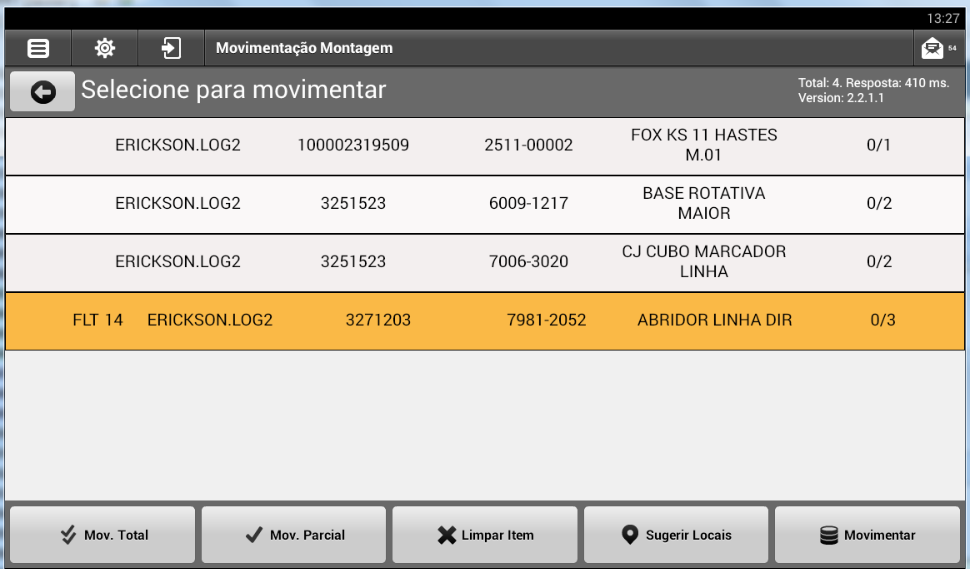 13:27
Movimentação Montagem
54
Selecione para movimentar
Total: 4. Resposta: 410 ms.
Version: 2.2.1.1
ERICKSON.LOG2 100002319509 2511-00002 FOX KS 11 HASTES M.01 0/1
ERICKSON.LOG2 3251523 6009-1217 BASE ROTATIVA MAIOR 0/2
ERICKSON.LOG2 3251523 7006-3020 CJ CUBO MARCADOR LINHA 0/2
FLT 14 ERICKSON.LOG2 3271203 7981-2052 ABRIDOR LINHA DIR 0/3
Mov. Total Mov. Parcial Limpar Item Sugerir Locais Movimentar